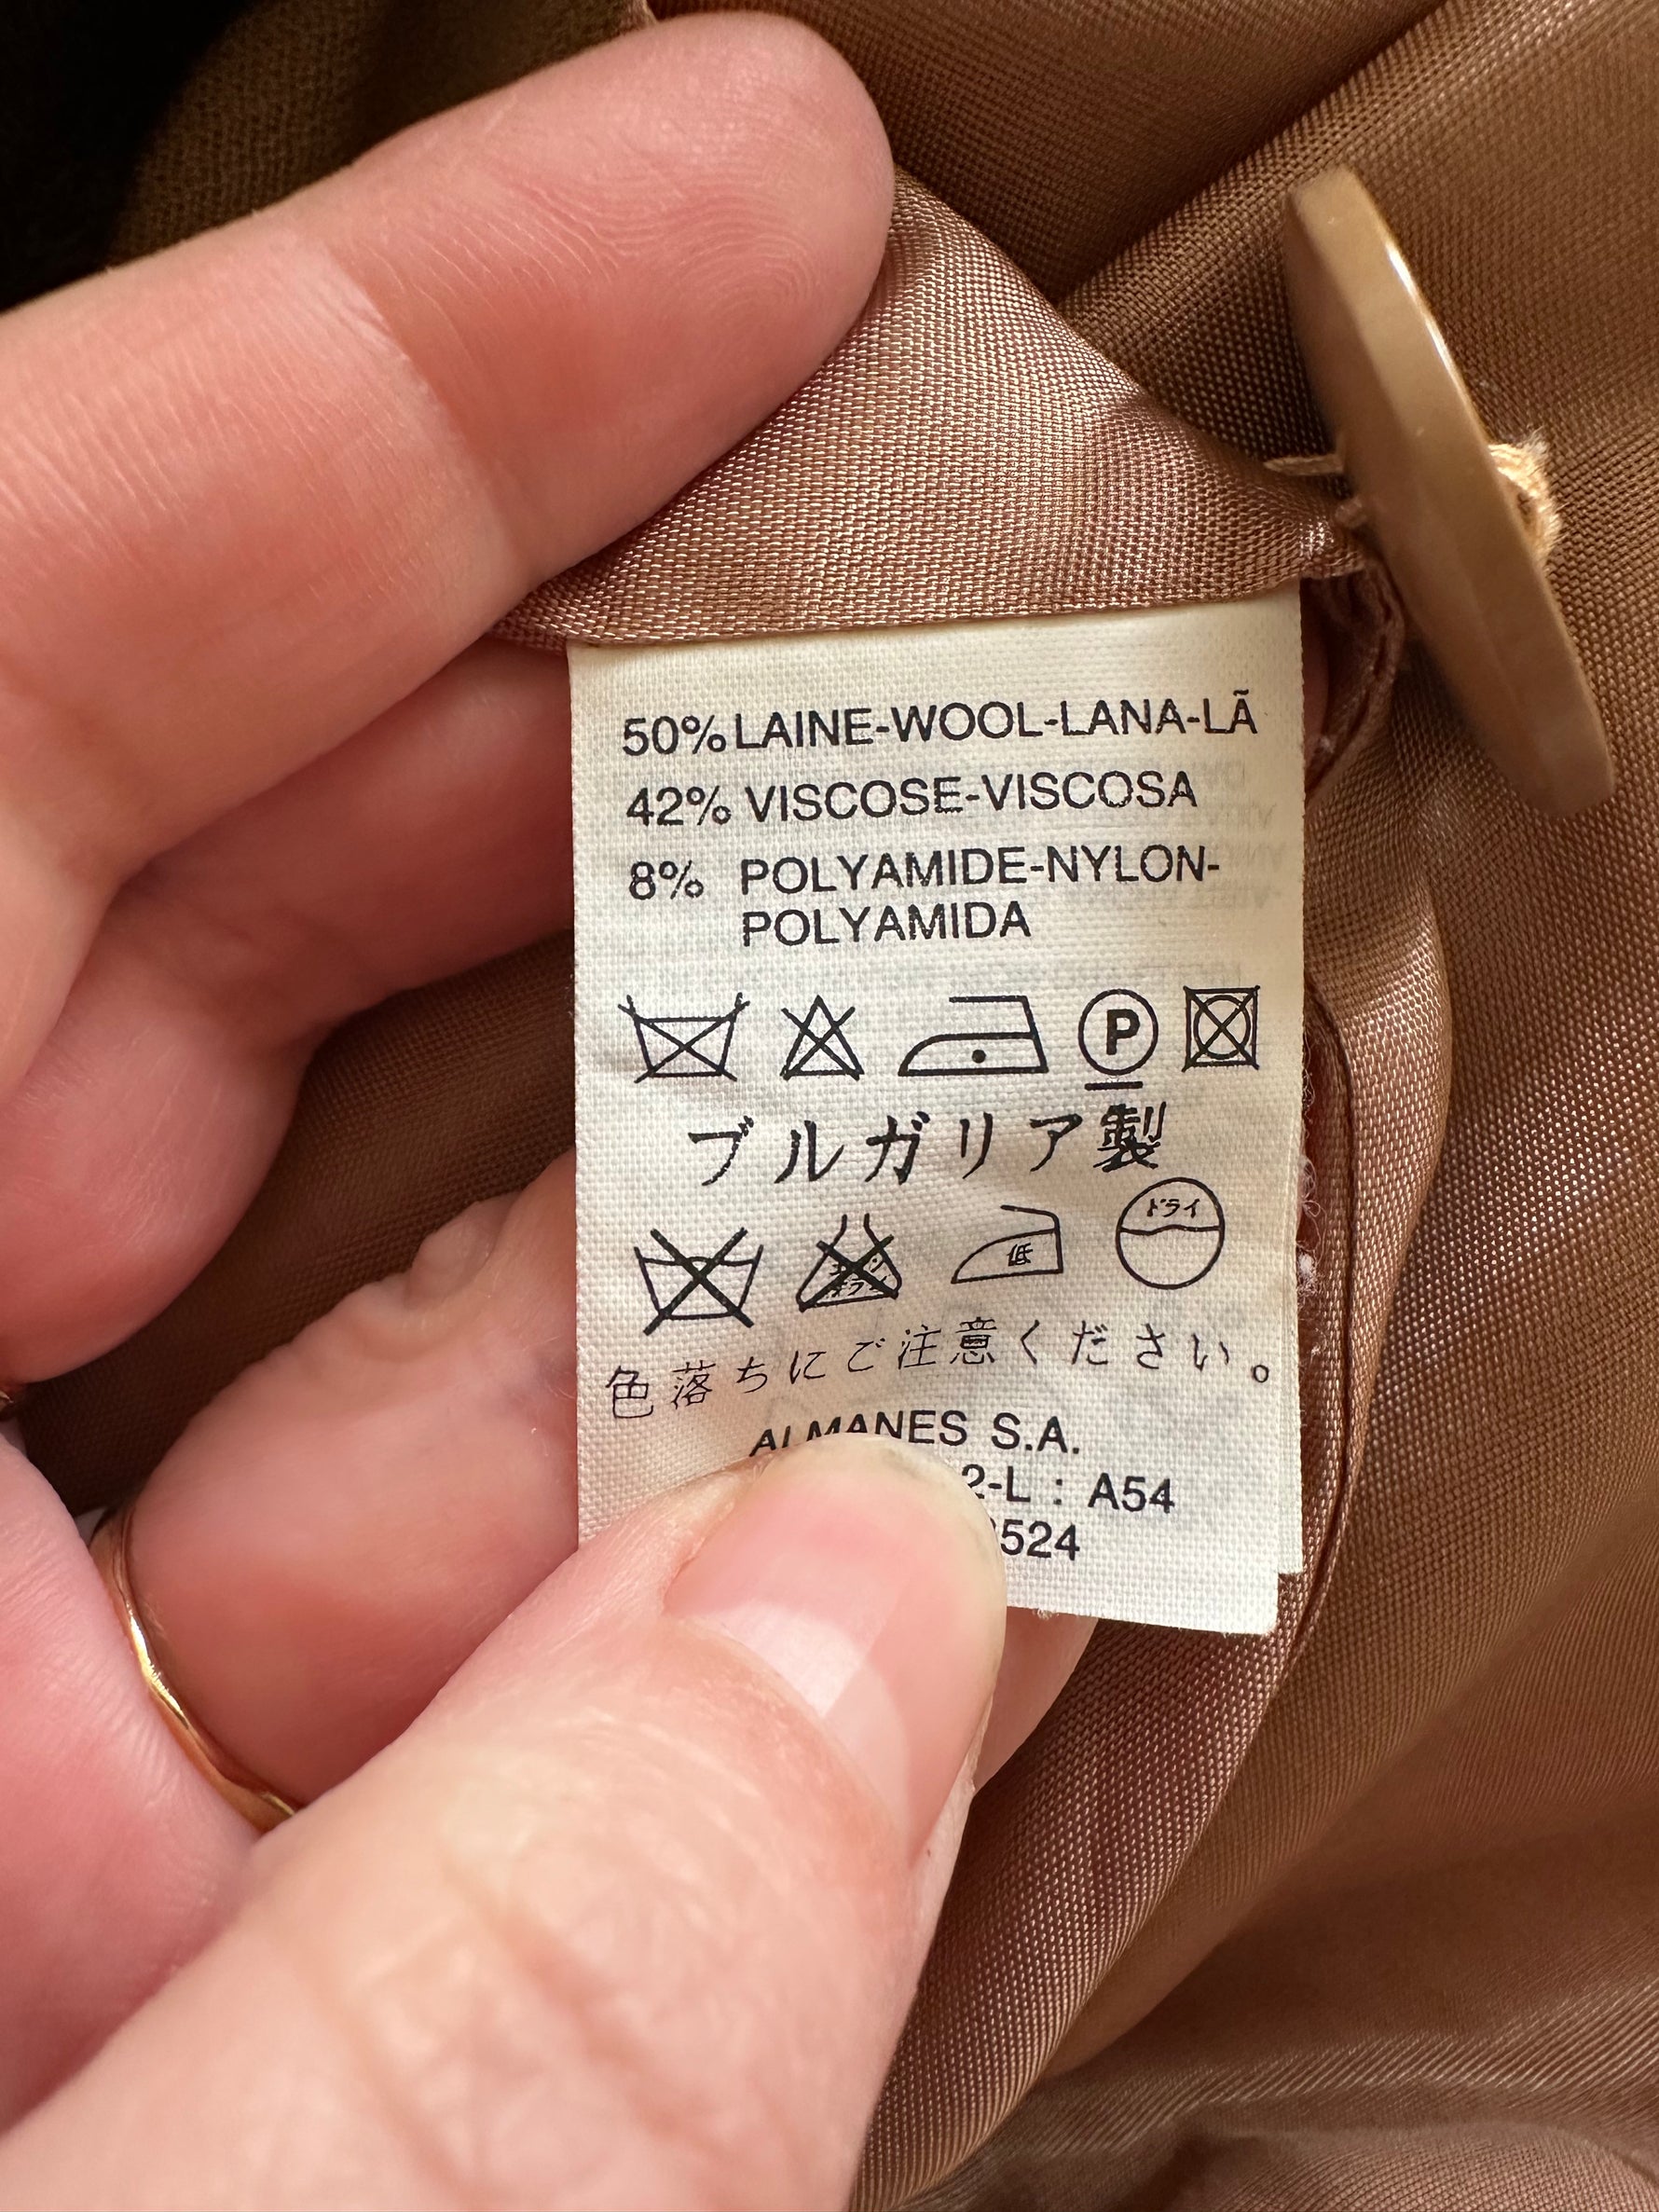 50% LAINE-WOOL-LANA-LÃ
42% VISCOSE-VISCOSA
8% POLYAMIDE-NYLON-
POLYAMIDA
P
ブルガリア製
低
ドライ
色落ちにご注意ください。
ALMANES S.A.
2-L : A54
524